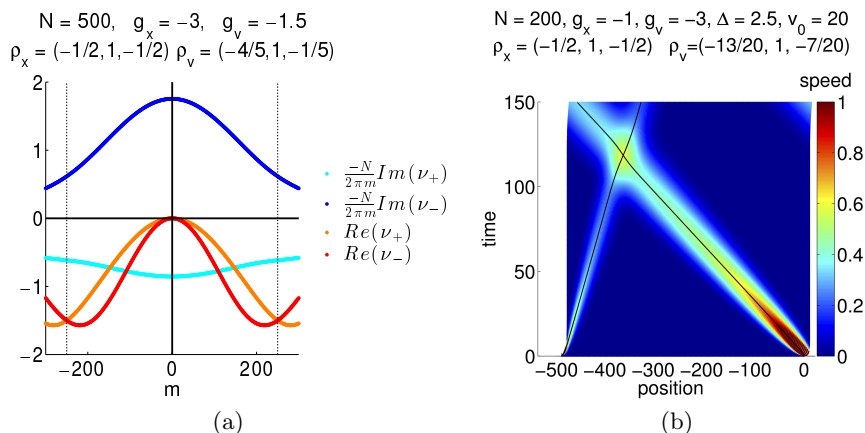 N = 500, g_x = −3, g_v = −1.5
ρ_x = (−1/2,1,−1/2) ρ_v = (−4/5,1,−1/5)
2
1
0
−1
−2
−200
0
200
m
−N/2πm Im(ν_+)
−N/2πm Im(ν_−)
Re(ν_+)
Re(ν_−)
(a)
N = 200, g_x = −1, g_v = −3, Δ = 2.5, v_0 = 20
ρ_x = (−1/2, 1, −1/2) ρ_v=(−13/20, 1, −7/20)
speed
150
100
50
0
time
−500
−400
−300
−200
−100
0
position
1
0.8
0.6
0.4
0.2
0
(b)